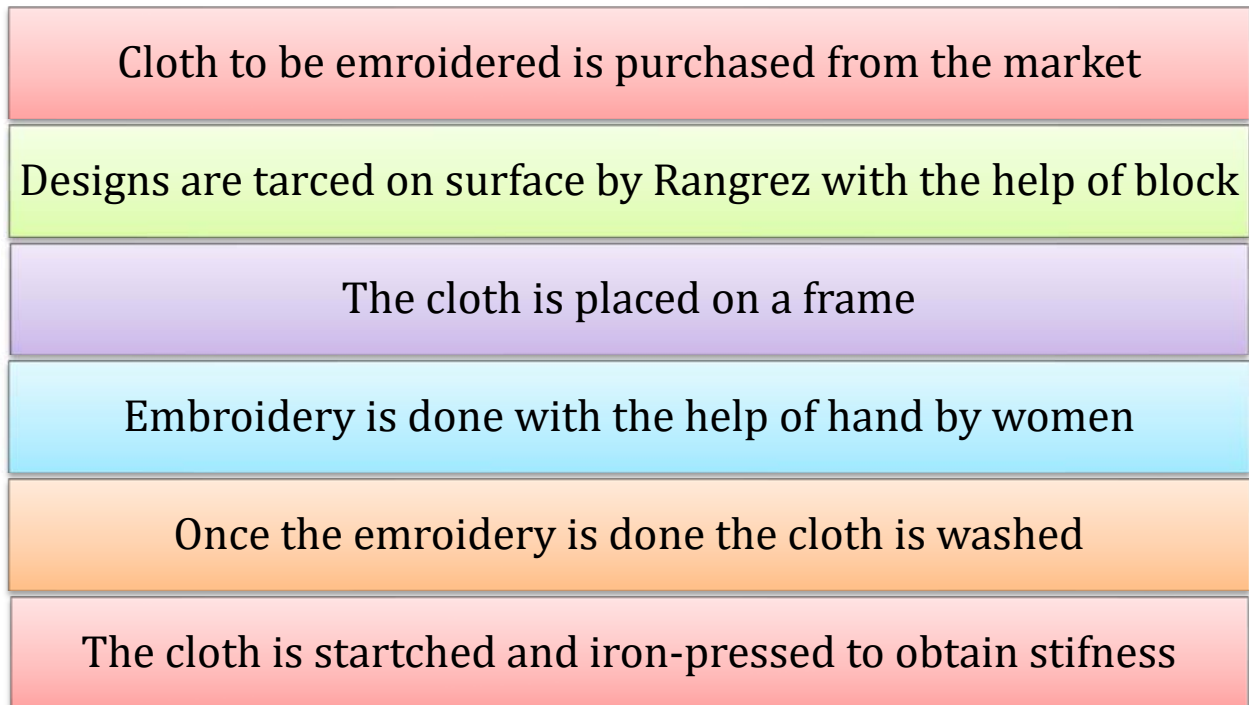 Cloth to be emroidered is purchased from the market
Designs are tarced on surface by Rangrez with the help of block
The cloth is placed on a frame
Embroidery is done with the help of hand by women
Once the emroidery is done the cloth is washed
The cloth is startched and iron-pressed to obtain stifness